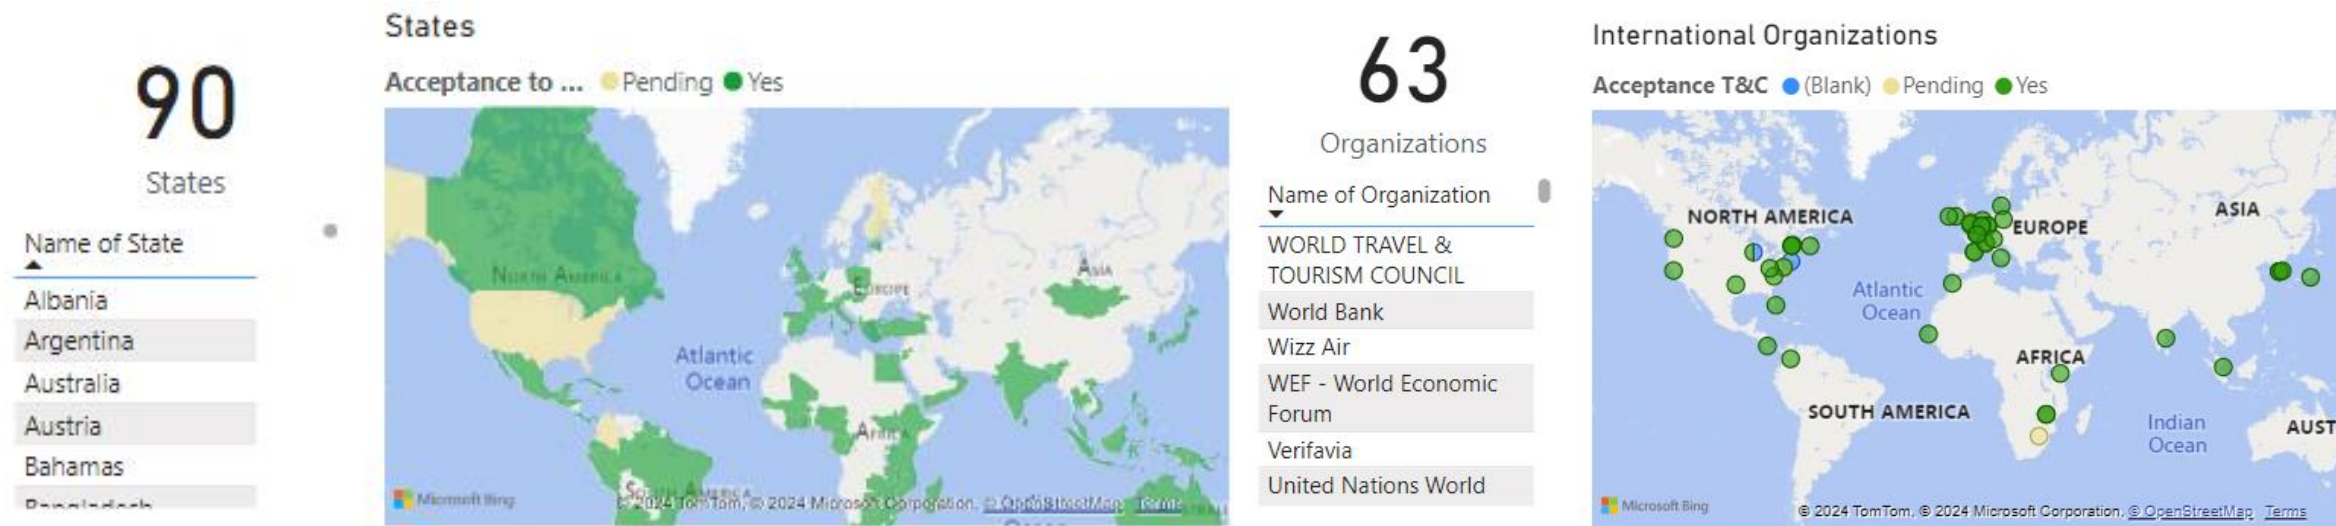 90
States
Name of State
Albania
Argentina
Australia
Austria
Bahamas
Bangladesh
States
Acceptance to ... Pending Yes
NORTH AMERICA
EUROPE
ASIA
Atlantic
Ocean
AFRICA
SOUTH AMERICA
Microsoft Bing
© 2024 TomTom, © 2024 Microsoft Corporation, © OpenStreetMap Terms
63
Organizations
Name of Organization
WORLD TRAVEL &
TOURISM COUNCIL
World Bank
Wizz Air
WEF - World Economic
Forum
Verifavia
United Nations World
International Organizations
Acceptance T&C (Blank) Pending Yes
NORTH AMERICA
EUROPE
ASIA
Atlantic
Ocean
AFRICA
SOUTH AMERICA
Indian
Ocean
AUST
Microsoft Bing
© 2024 TomTom, © 2024 Microsoft Corporation, © OpenStreetMap Terms